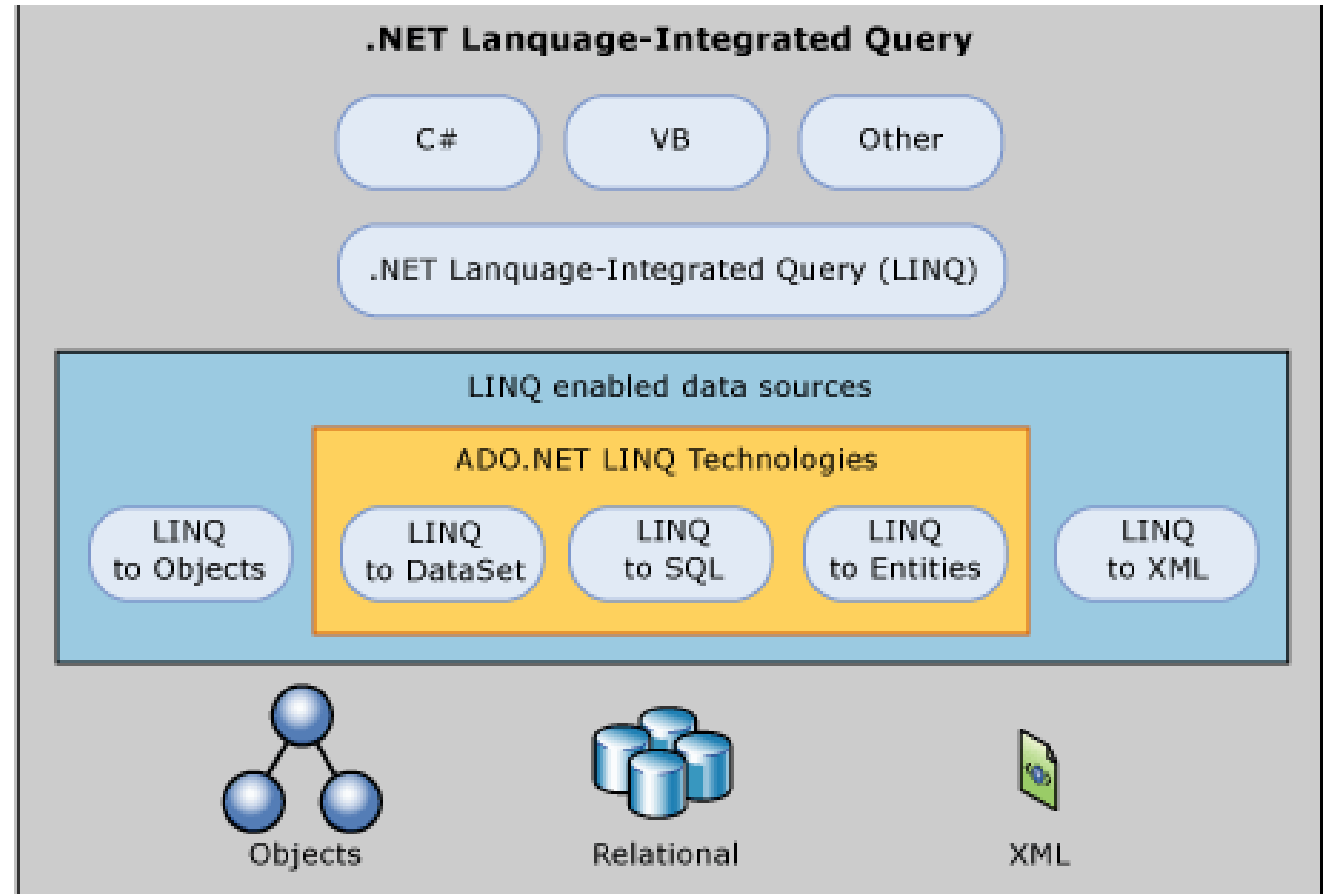 .NET Lanquage-Integrated Query
C#
VB
Other
.NET Lanquage-Integrated Query (LINQ)
LINQ enabled data sources
ADO.NET LINQ Technologies
LINQ
to Objects
LINQ
to DataSet
LINQ
to SQL
LINQ
to Entities
LINQ
to XML
Objects
Relational
XML